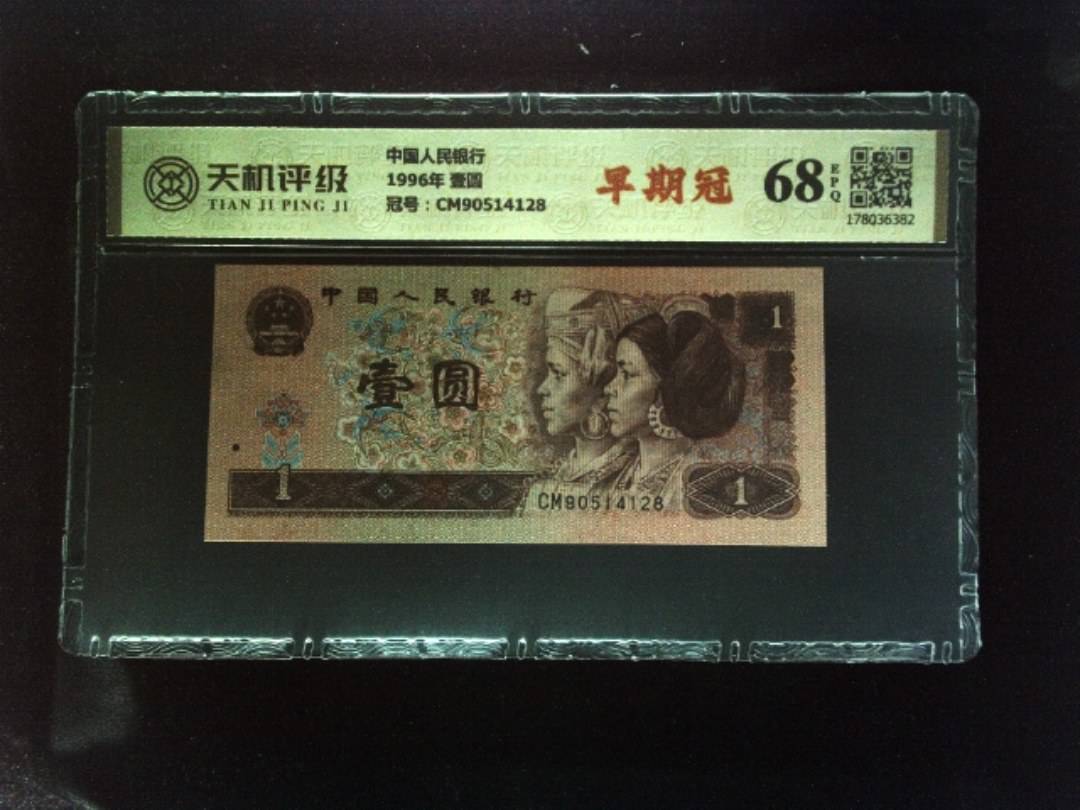 天机评级
TIAN JI PING JI
中国人民银行
1996年 壹圆
冠号：CM90514128
早期冠
68
EPQ
178036382
中国人民银行
壹圆
1
1
CM90514128
1